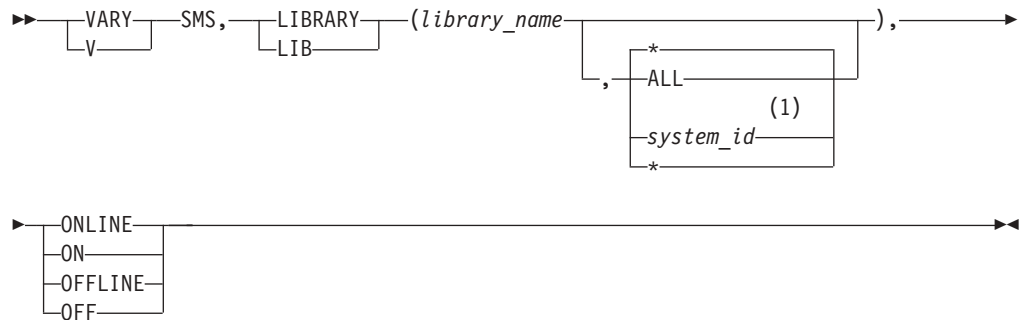 VARY SMS, LIBRARY (library_name ),
V LIB , *
ALL
(1)
system_id
*
ONLINE
ON
OFFLINE
OFF